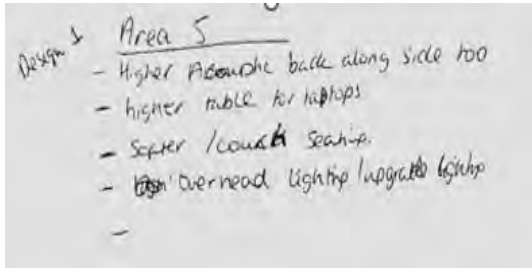 Design 1
Area 5
- Higher Acoustic back along side too
- higher table for laptops
- Softer / couch seating.
- Overhead Lighting / upgrade lighting
-